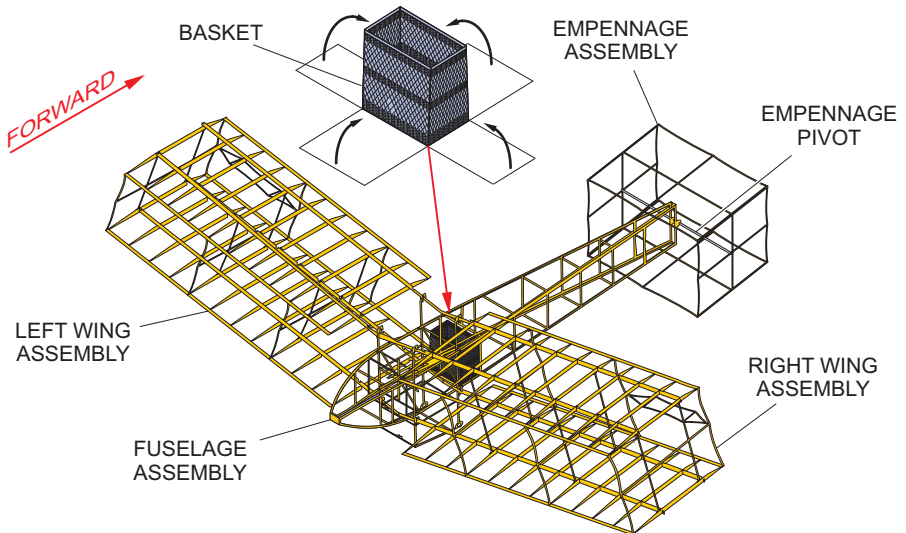 BASKET
EMPENNAGE
ASSEMBLY
FORWARD
EMPENNAGE
PIVOT
LEFT WING
ASSEMBLY
RIGHT WING
ASSEMBLY
FUSELAGE
ASSEMBLY